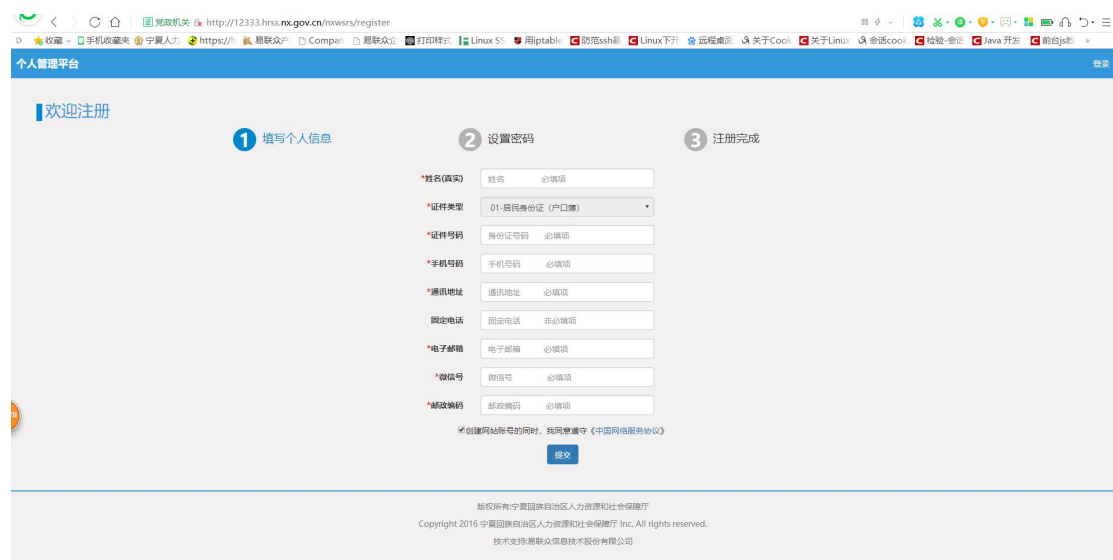 党政机关 http://12333.hrss.nx.gov.cn/nxwsrs/register
收藏 手机收藏夹 宁夏人力 https://h 易联众产 Compan 易联众企 打印样式 Linux SS 用iptable 防范ssh暴 Linux下开 远程桌面 关于Cook 关于Linux 会话cook 检验-会话 Java 开发 前台js数
个人管理平台 登录
欢迎注册
1 填写个人信息 2 设置密码 3 注册完成
*姓名(真实) 姓名 必填项
*证件类型 01-居民身份证（户口簿）
*证件号码 身份证号码 必填项
*手机号码 手机号码 必填项
*通讯地址 通讯地址 必填项
固定电话 固定电话 非必填项
*电子邮箱 电子邮箱 必填项
*微信号 微信号 必填项
*邮政编码 邮政编码 必填项
创建网站账号的同时，我同意遵守《中国网络服务协议》
提交
版权所有:宁夏回族自治区人力资源和社会保障厅
Copyright 2016 宁夏回族自治区人力资源和社会保障厅 Inc. All rights reserved.
技术支持:易联众信息技术股份有限公司